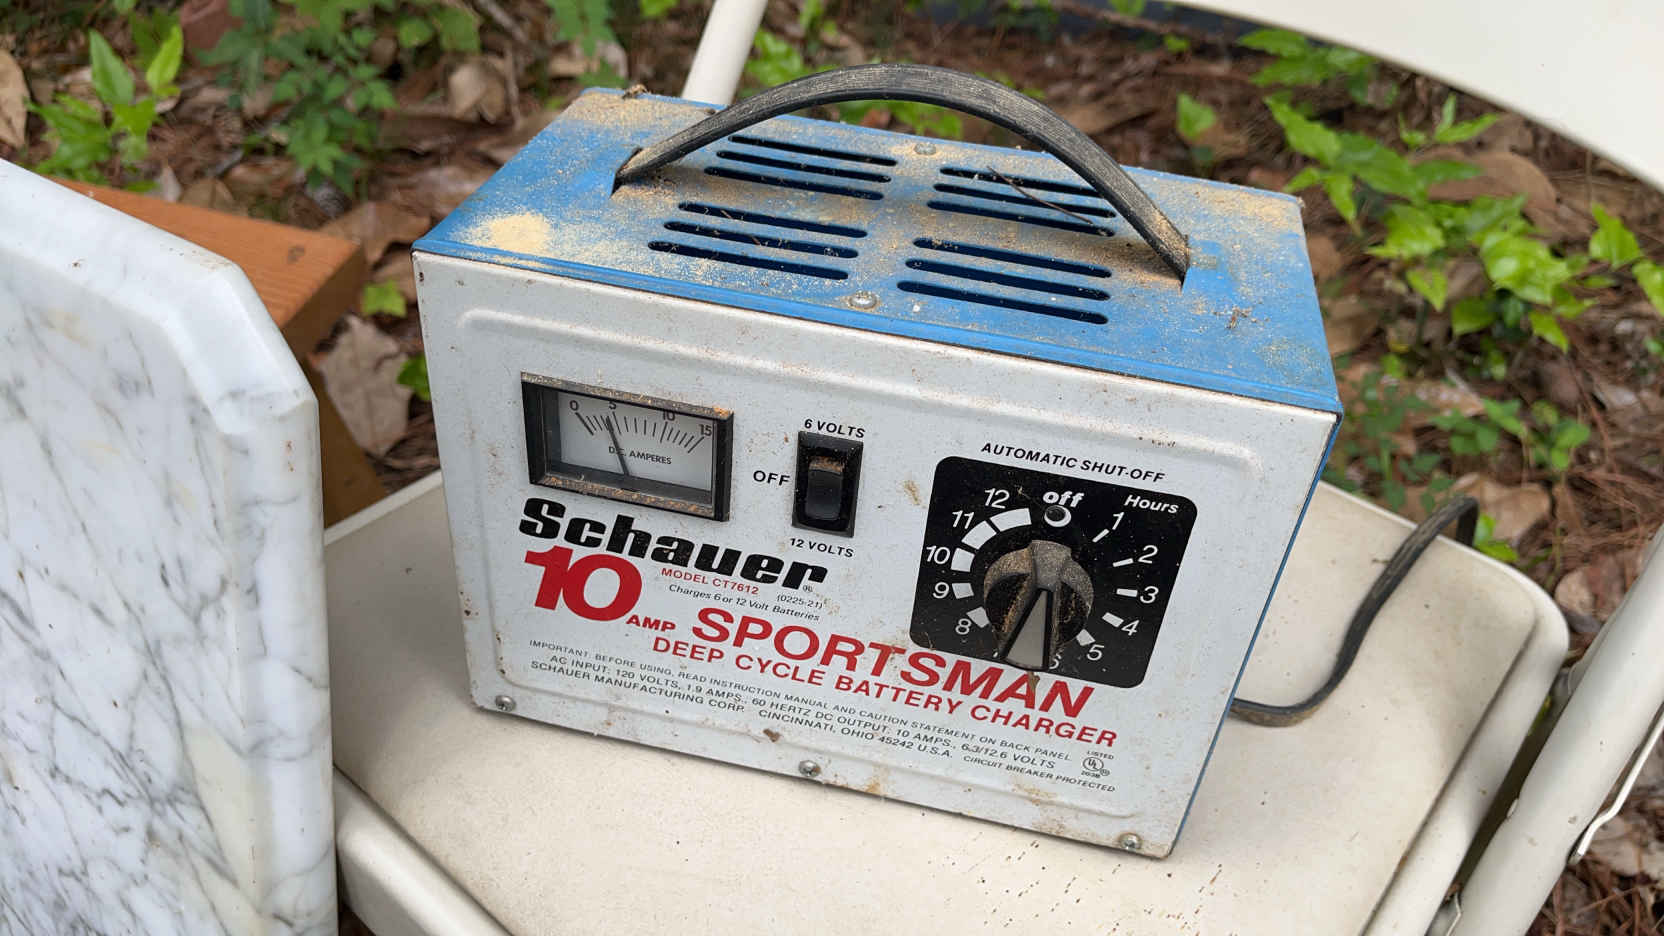 0 5 10 15
D.C. AMPERES
6 VOLTS
OFF
12 VOLTS
AUTOMATIC SHUT-OFF
off
Hours
1
2
3
4
5
6
8
9
10
11
12
Schauer®
10 AMP SPORTSMAN
MODEL CT7612 (0225-21)
Charges 6 or 12 Volt Batteries
DEEP CYCLE BATTERY CHARGER
IMPORTANT: BEFORE USING, READ INSTRUCTION MANUAL AND CAUTION STATEMENT ON BACK PANEL
AC INPUT: 120 VOLTS, 1.9 AMPS., 60 HERTZ DC OUTPUT: 10 AMPS., 6.3/12.6 VOLTS
SCHAUER MANUFACTURING CORP. CINCINNATI, OHIO 45242 U.S.A.
CIRCUIT BREAKER PROTECTED
LISTED
UL